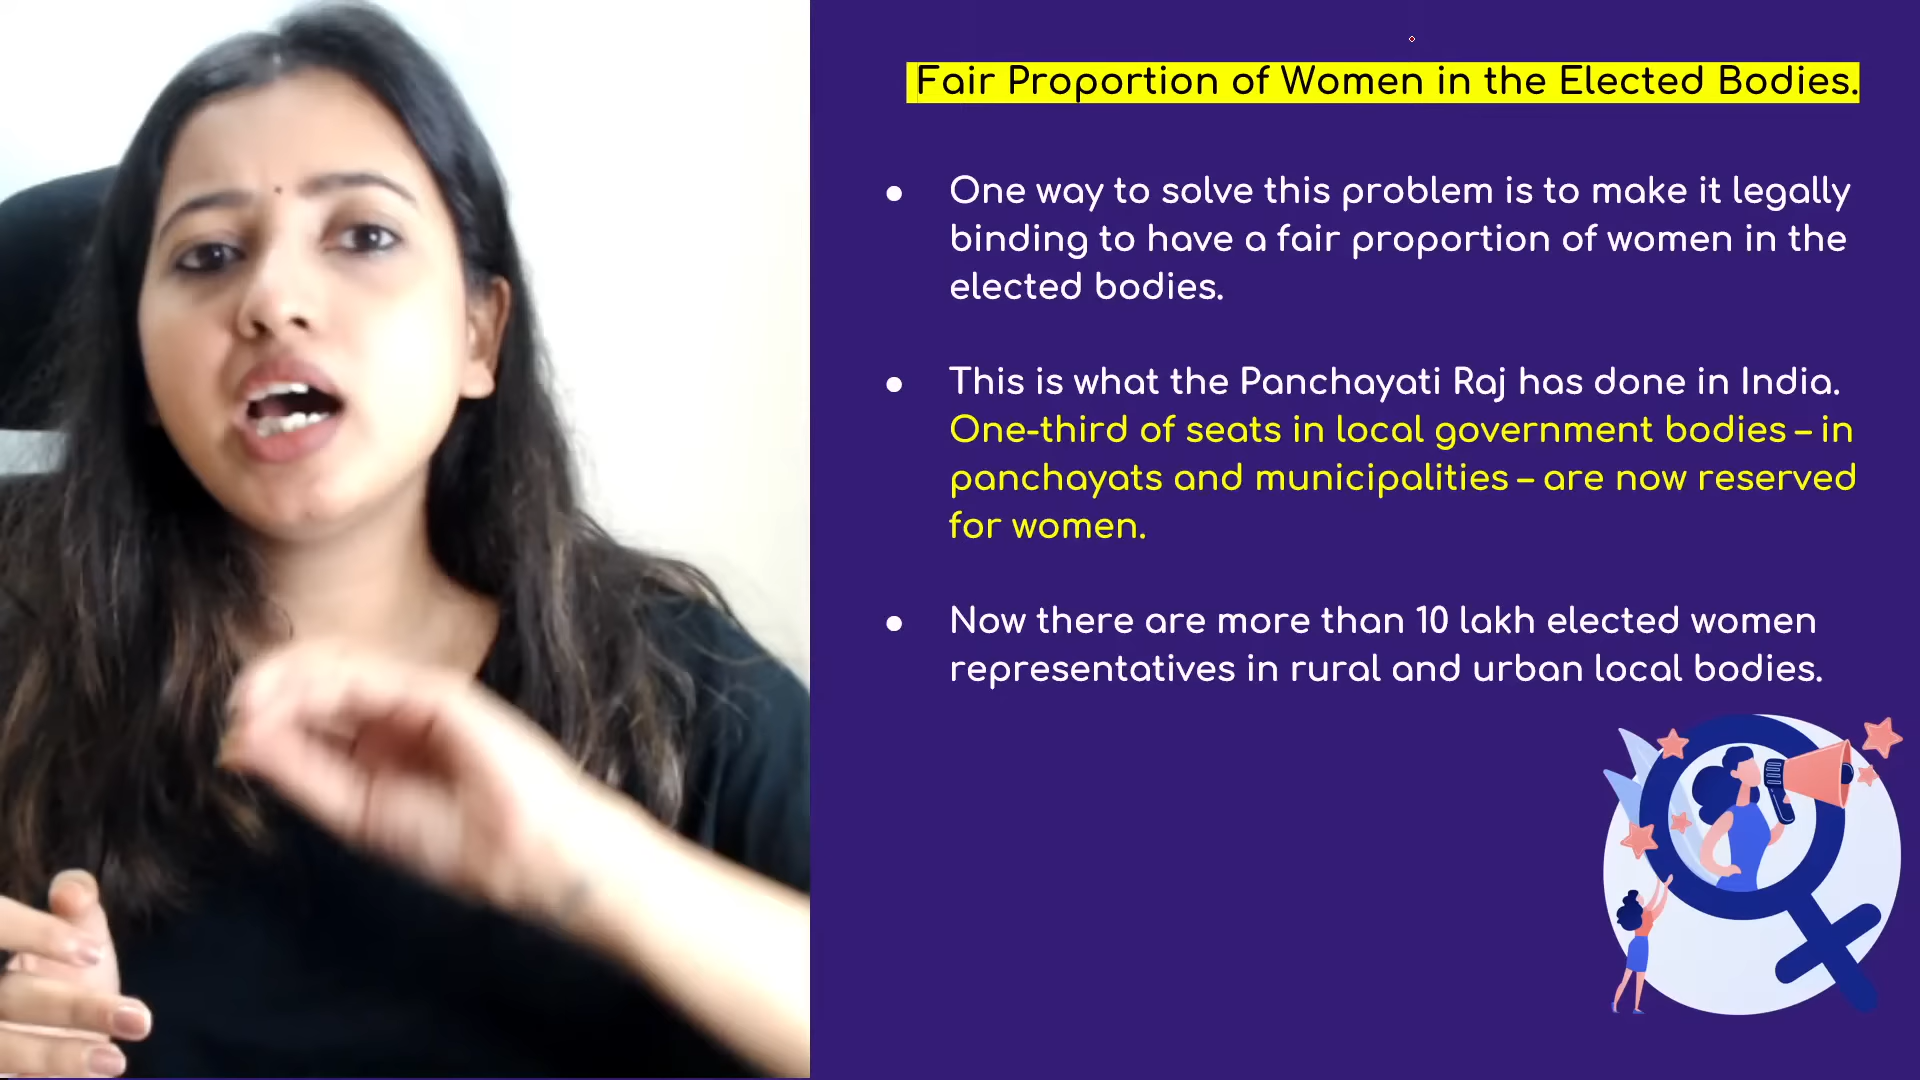 Fair Proportion of Women in the Elected Bodies.
● One way to solve this problem is to make it legally
binding to have a fair proportion of women in the
elected bodies.
● This is what the Panchayati Raj has done in India.
One-third of seats in local government bodies – in
panchayats and municipalities – are now reserved
for women.
● Now there are more than 10 lakh elected women
representatives in rural and urban local bodies.